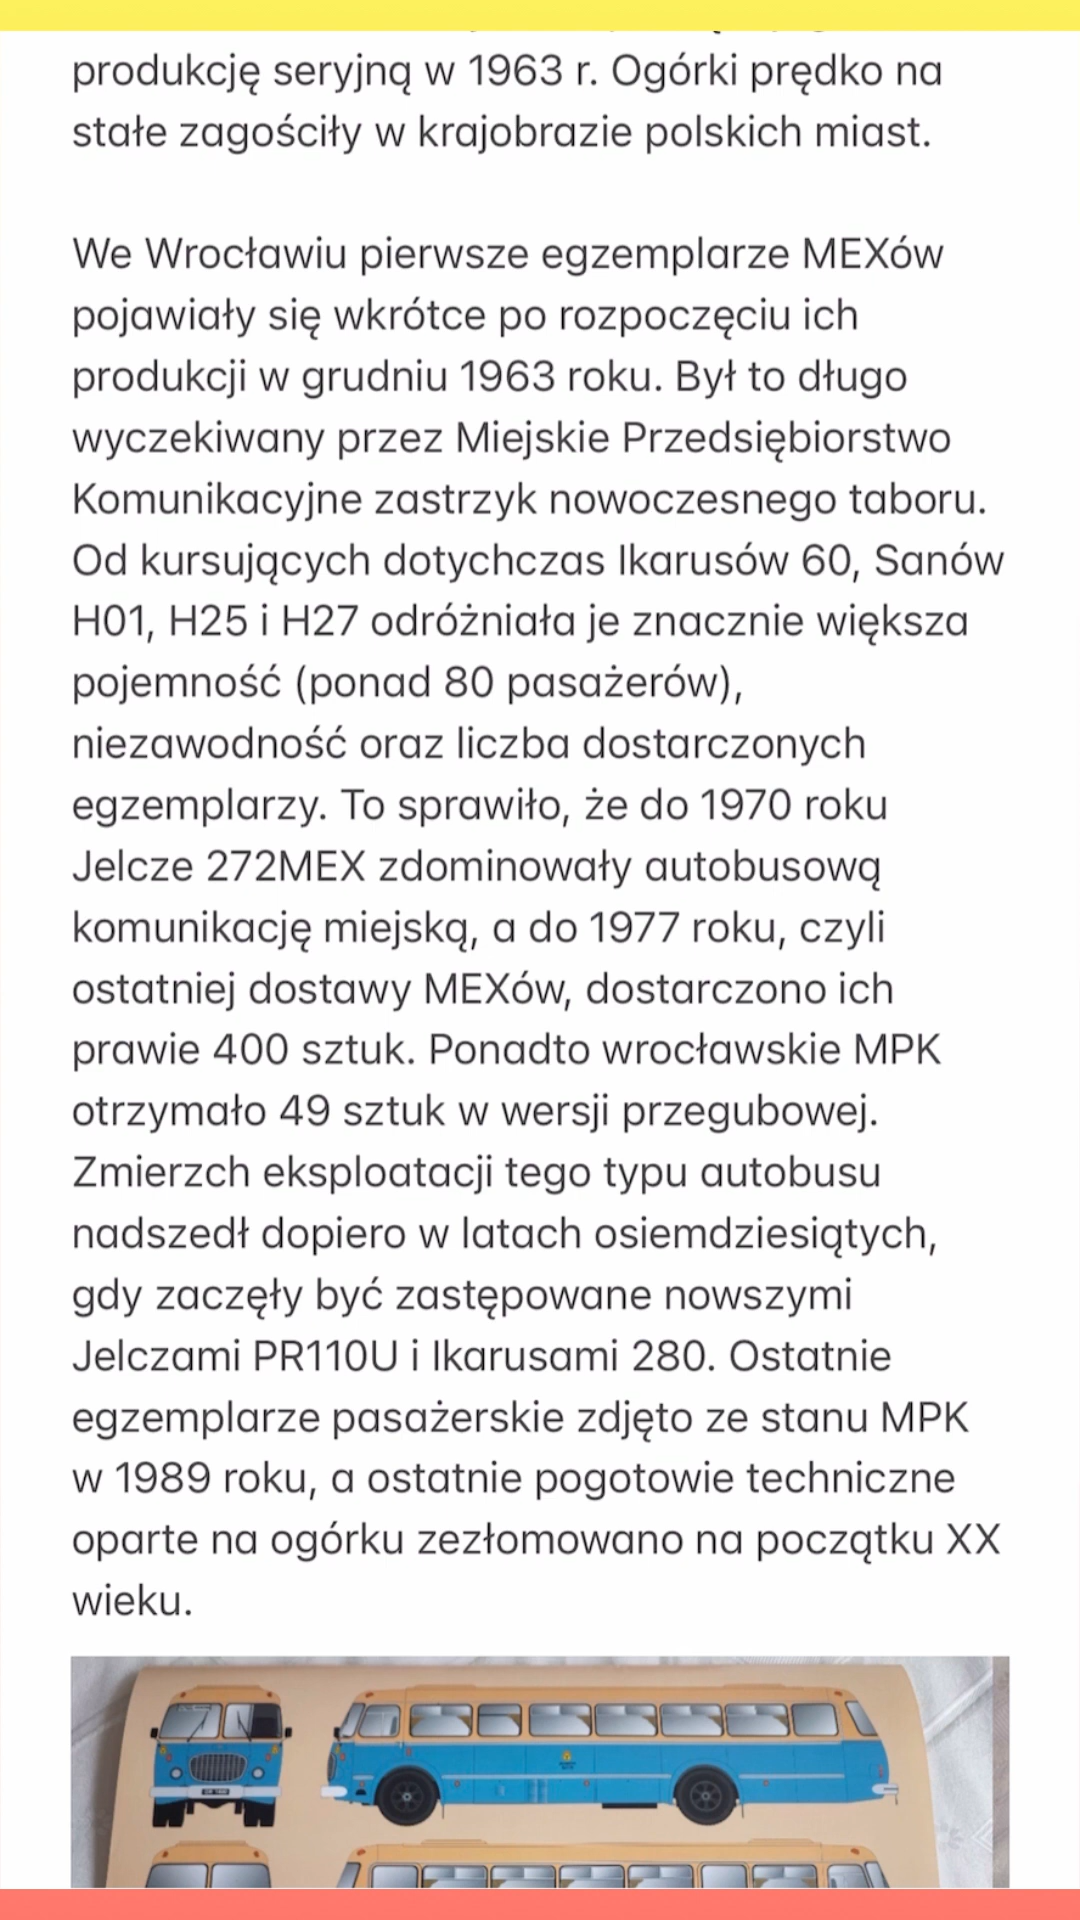 produkcję seryjną w 1963 r. Ogórki prędko na
stałe zagościły w krajobrazie polskich miast.
We Wrocławiu pierwsze egzemplarze MEXów
pojawiały się wkrótce po rozpoczęciu ich
produkcji w grudniu 1963 roku. Był to długo
wyczekiwany przez Miejskie Przedsiębiorstwo
Komunikacyjne zastrzyk nowoczesnego taboru.
Od kursujących dotychczas Ikarusów 60, Sanów
H01, H25 i H27 odróżniała je znacznie większa
pojemność (ponad 80 pasażerów),
niezawodność oraz liczba dostarczonych
egzemplarzy. To sprawiło, że do 1970 roku
Jelcze 272MEX zdominowały autobusową
komunikację miejską, a do 1977 roku, czyli
ostatniej dostawy MEXów, dostarczono ich
prawie 400 sztuk. Ponadto wrocławskie MPK
otrzymało 49 sztuk w wersji przegubowej.
Zmierzch eksploatacji tego typu autobusu
nadszedł dopiero w latach osiemdziesiątych,
gdy zaczęły być zastępowane nowszymi
Jelczami PR110U i Ikarusami 280. Ostatnie
egzemplarze pasażerskie zdjęto ze stanu MPK
w 1989 roku, a ostatnie pogotowie techniczne
oparte na ogórku zezłomowano na początku XX
wieku.